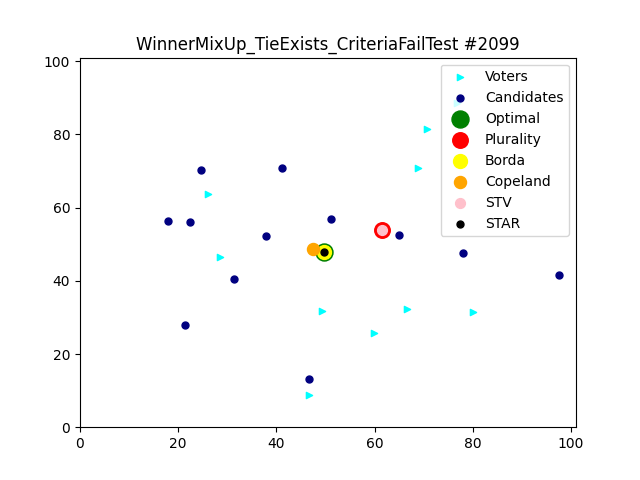 WinnerMixUp_TieExists_CriteriaFailTest #2099
Voters
Candidates
Optimal
Plurality
Borda
Copeland
STV
STAR
100
80
60
40
20
0
0 20 40 60 80 100